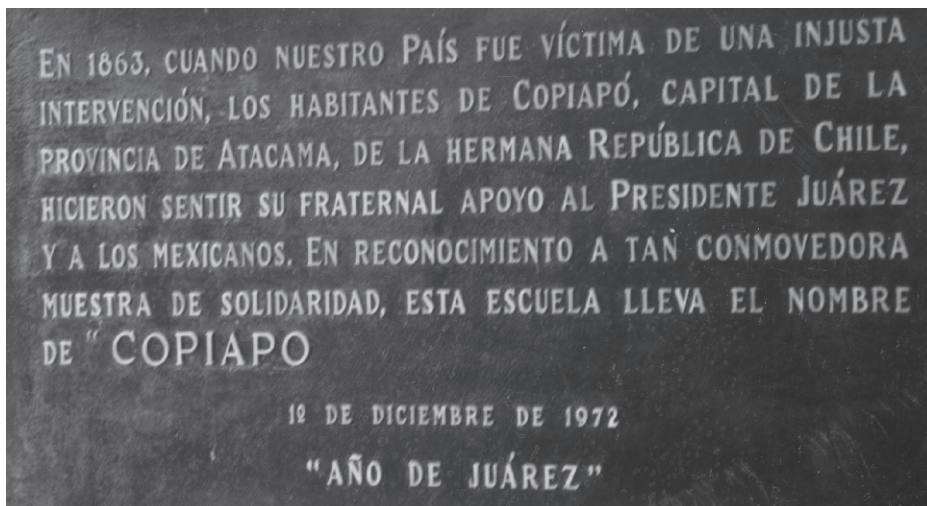 EN 1863, CUANDO NUESTRO PAÍS FUE VÍCTIMA DE UNA INJUSTA
INTERVENCIÓN, LOS HABITANTES DE COPIAPÓ, CAPITAL DE LA
PROVINCIA DE ATACAMA, DE LA HERMANA REPÚBLICA DE CHILE,
HICIERON SENTIR SU FRATERNAL APOYO AL PRESIDENTE JUÁREZ
Y A LOS MEXICANOS. EN RECONOCIMIENTO A TAN CONMOVEDORA
MUESTRA DE SOLIDARIDAD, ESTA ESCUELA LLEVA EL NOMBRE
DE "COPIAPO
1º DE DICIEMBRE DE 1972
"AÑO DE JUÁREZ"